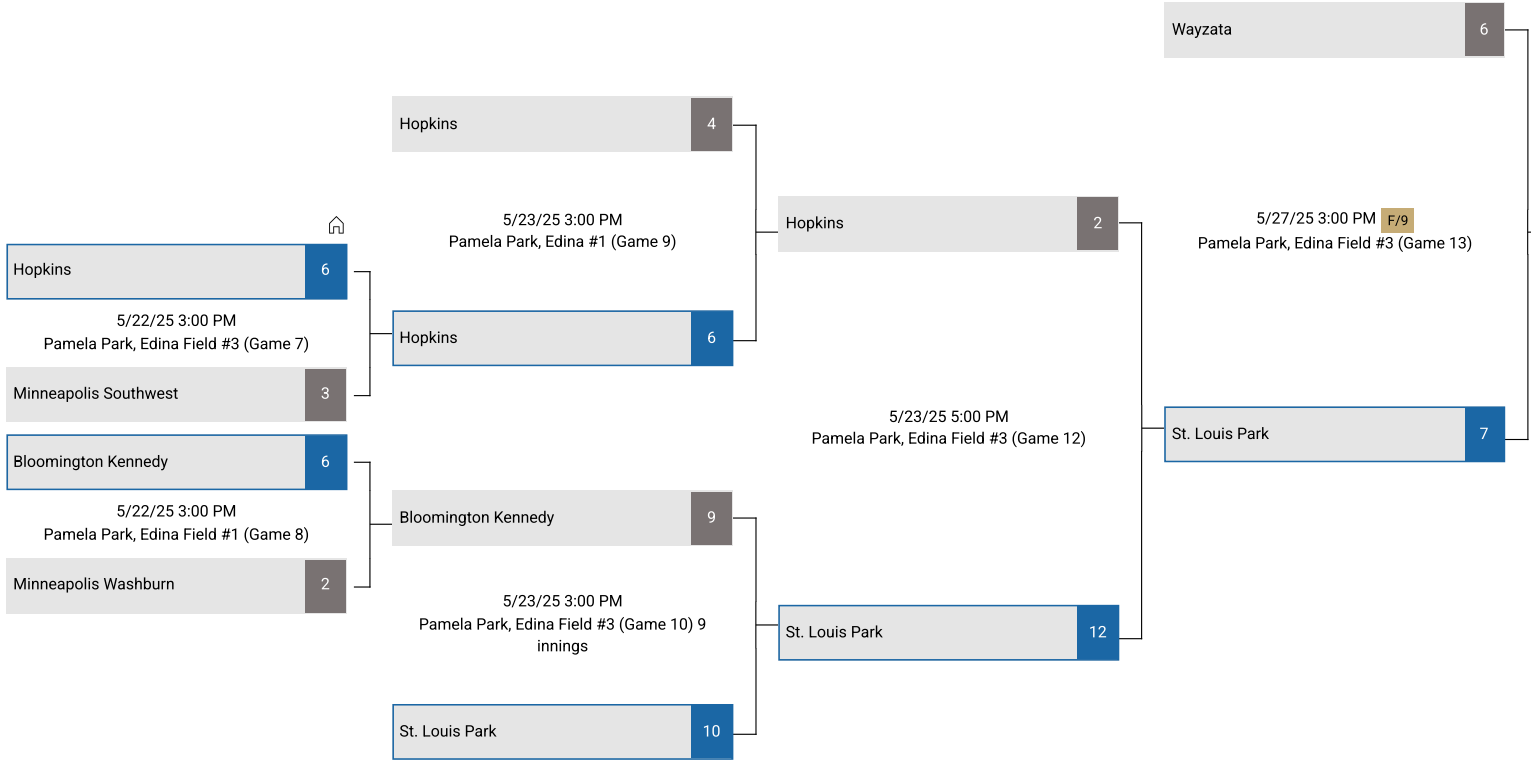 Hopkins 6
5/22/25 3:00 PM
Pamela Park, Edina Field #3 (Game 7)
Minneapolis Southwest 3
Bloomington Kennedy 6
5/22/25 3:00 PM
Pamela Park, Edina Field #1 (Game 8)
Minneapolis Washburn 2
Hopkins 4
5/23/25 3:00 PM
Pamela Park, Edina #1 (Game 9)
Hopkins 6
Bloomington Kennedy 9
5/23/25 3:00 PM
Pamela Park, Edina Field #3 (Game 10) 9
innings
St. Louis Park 10
Hopkins 2
5/23/25 5:00 PM
Pamela Park, Edina Field #3 (Game 12)
St. Louis Park 12
Wayzata 6
5/27/25 3:00 PM F/9
Pamela Park, Edina Field #3 (Game 13)
St. Louis Park 7